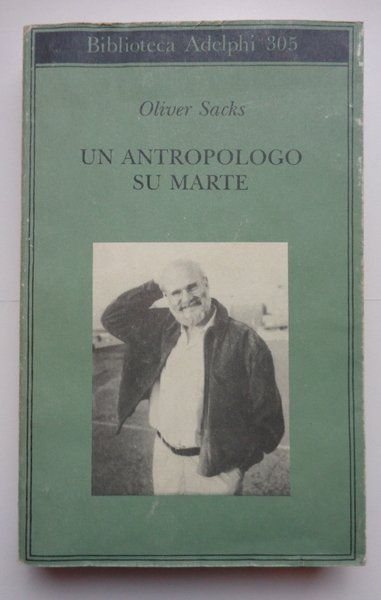 Biblioteca Adelphi 305
Oliver Sacks
UN ANTROPOLOGO
SU MARTE